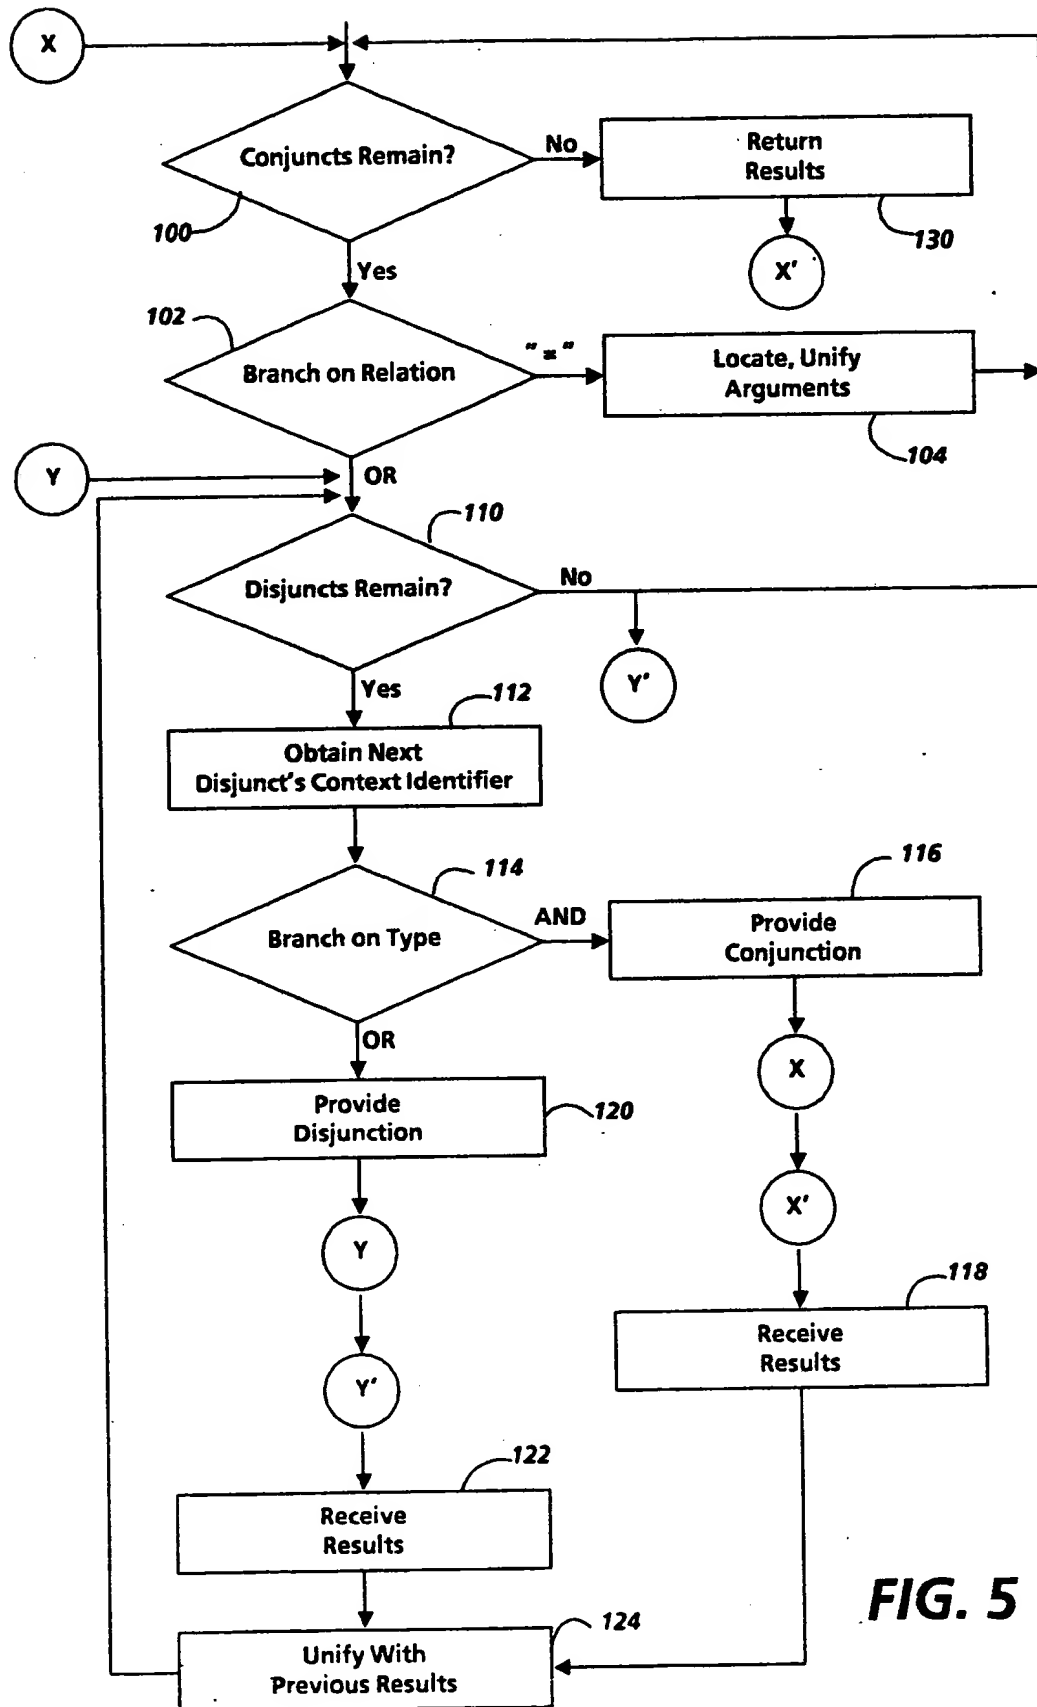 X
Conjuncts Remain?
No
Return
Results
100
130
X'
Yes
102
Branch on Relation
"="
Locate, Unify
Arguments
104
Y
OR
110
Disjuncts Remain?
No
Y'
Yes
112
Obtain Next
Disjunct's Context Identifier
114
116
Branch on Type
AND
Provide
Conjunction
OR
X
Provide
Disjunction
120
X'
Y
118
Receive
Results
Y'
122
Receive
Results
FIG. 5
124
Unify With
Previous Results